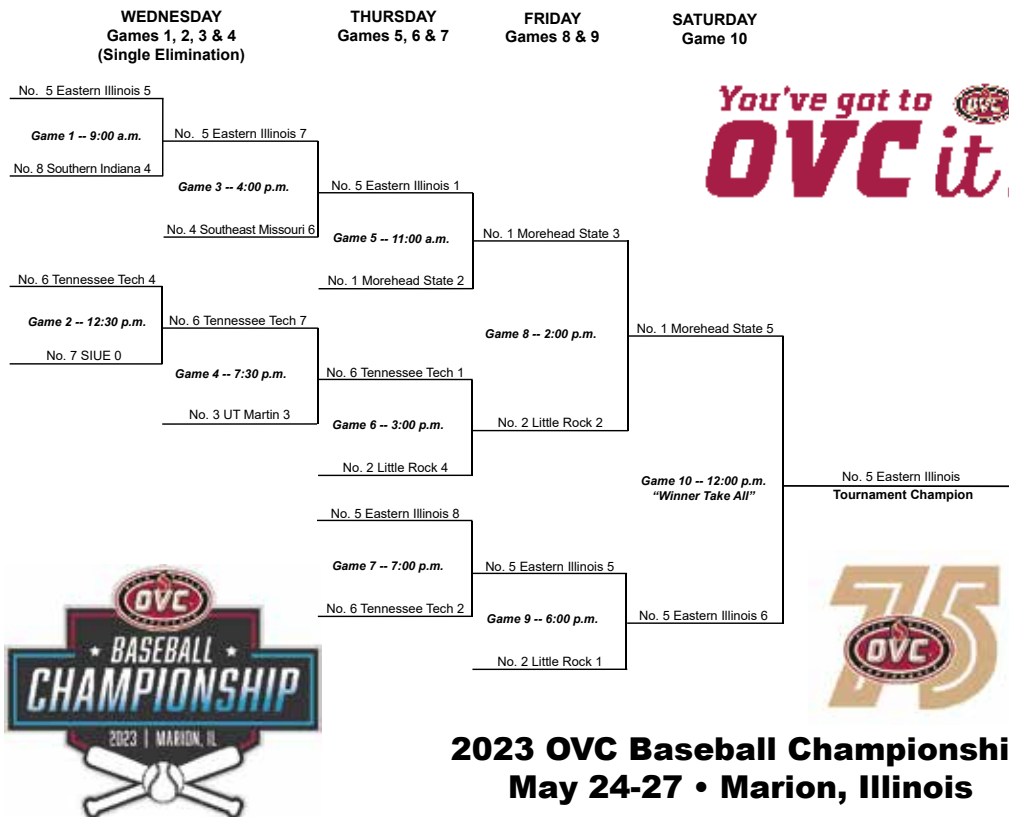 WEDNESDAY
Games 1, 2, 3 & 4
(Single Elimination)
THURSDAY
Games 5, 6 & 7
FRIDAY
Games 8 & 9
SATURDAY
Game 10
You've got to
OVC
OVC it.
No. 5 Eastern Illinois 5
Game 1 -- 9:00 a.m.
No. 8 Southern Indiana 4
No. 5 Eastern Illinois 7
Game 3 -- 4:00 p.m.
No. 4 Southeast Missouri 6
No. 6 Tennessee Tech 4
Game 2 -- 12:30 p.m.
No. 7 SIUE 0
No. 6 Tennessee Tech 7
Game 4 -- 7:30 p.m.
No. 3 UT Martin 3
No. 5 Eastern Illinois 1
Game 5 -- 11:00 a.m.
No. 1 Morehead State 2
No. 6 Tennessee Tech 1
Game 6 -- 3:00 p.m.
No. 2 Little Rock 4
No. 5 Eastern Illinois 8
Game 7 -- 7:00 p.m.
No. 6 Tennessee Tech 2
No. 1 Morehead State 3
Game 8 -- 2:00 p.m.
No. 2 Little Rock 2
No. 5 Eastern Illinois 5
Game 9 -- 6:00 p.m.
No. 2 Little Rock 1
No. 1 Morehead State 5
Game 10 -- 12:00 p.m.
“Winner Take All”
No. 5 Eastern Illinois 6
No. 5 Eastern Illinois
Tournament Champion
OVC
BASEBALL
CHAMPIONSHIP
2023 | MARION, IL
75
OVC
2023 OVC Baseball Championshi
May 24-27 • Marion, Illinois